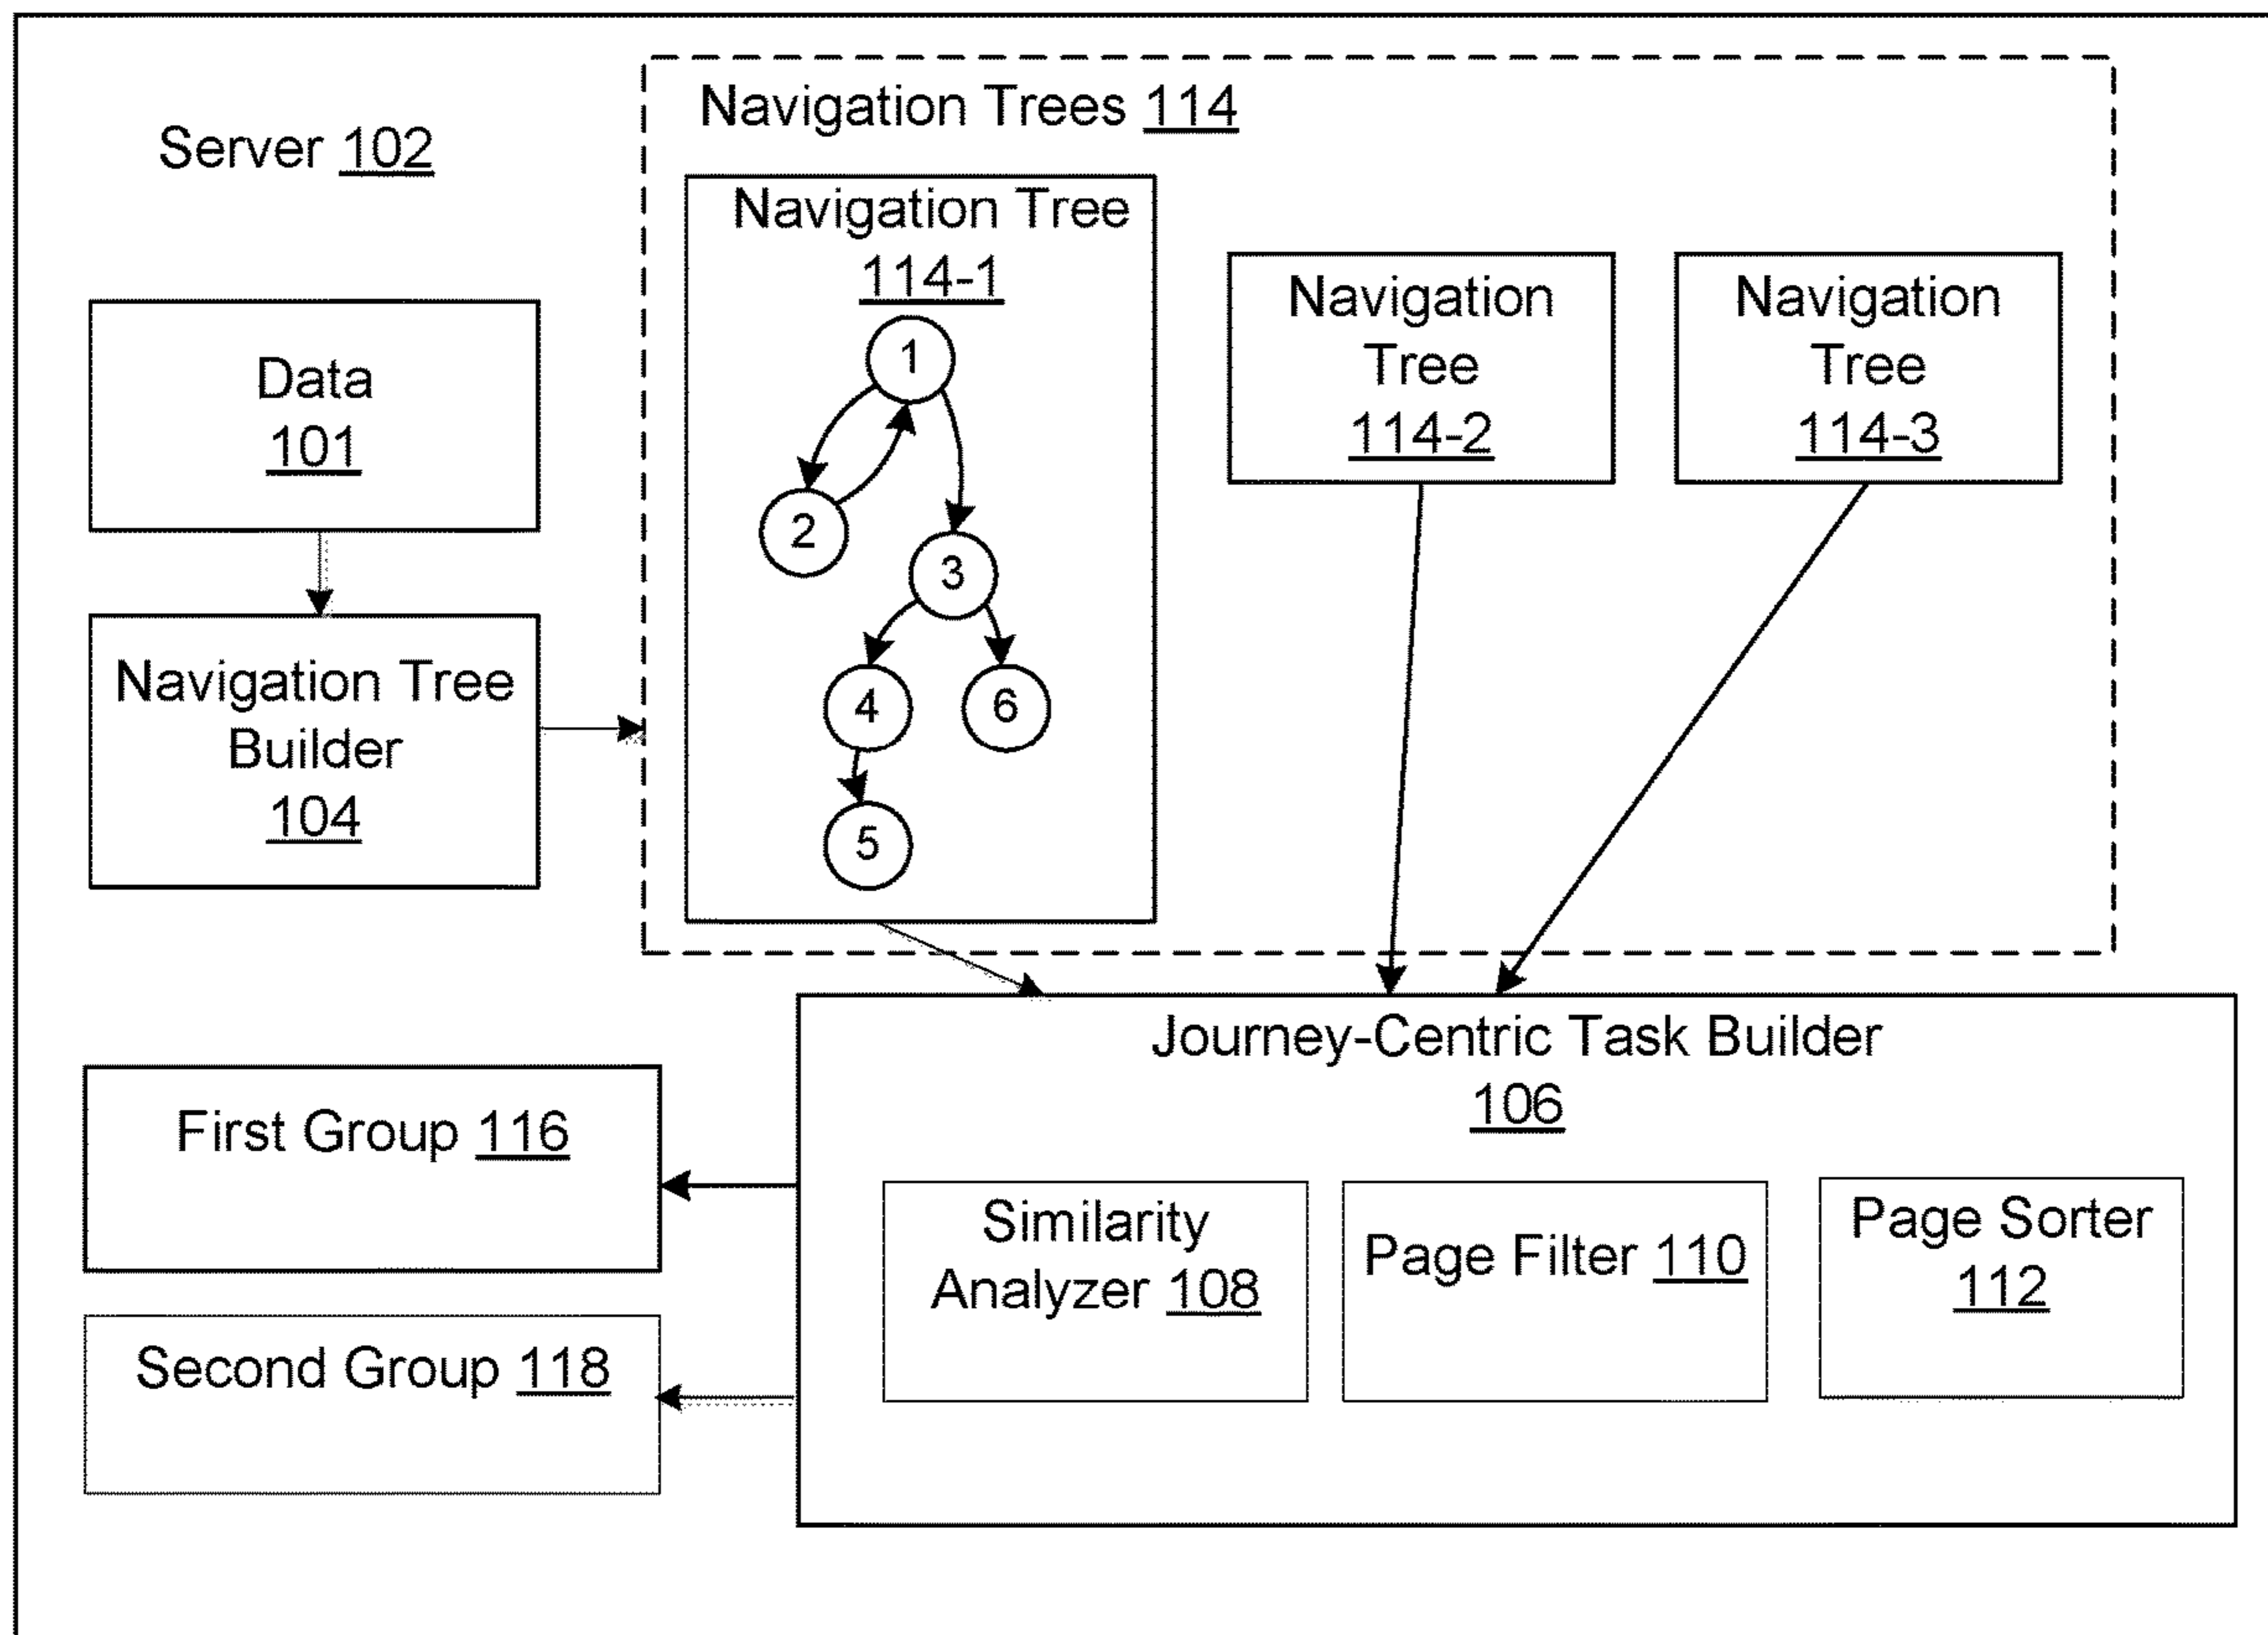 Server 102
Navigation Trees 114
Navigation Tree
114-1
1
2
3
4
6
5
Navigation
Tree
114-2
Navigation
Tree
114-3
Data
101
Navigation Tree
Builder
104
Journey-Centric Task Builder
106
Similarity
Analyzer 108
Page Filter 110
Page Sorter
112
First Group 116
Second Group 118